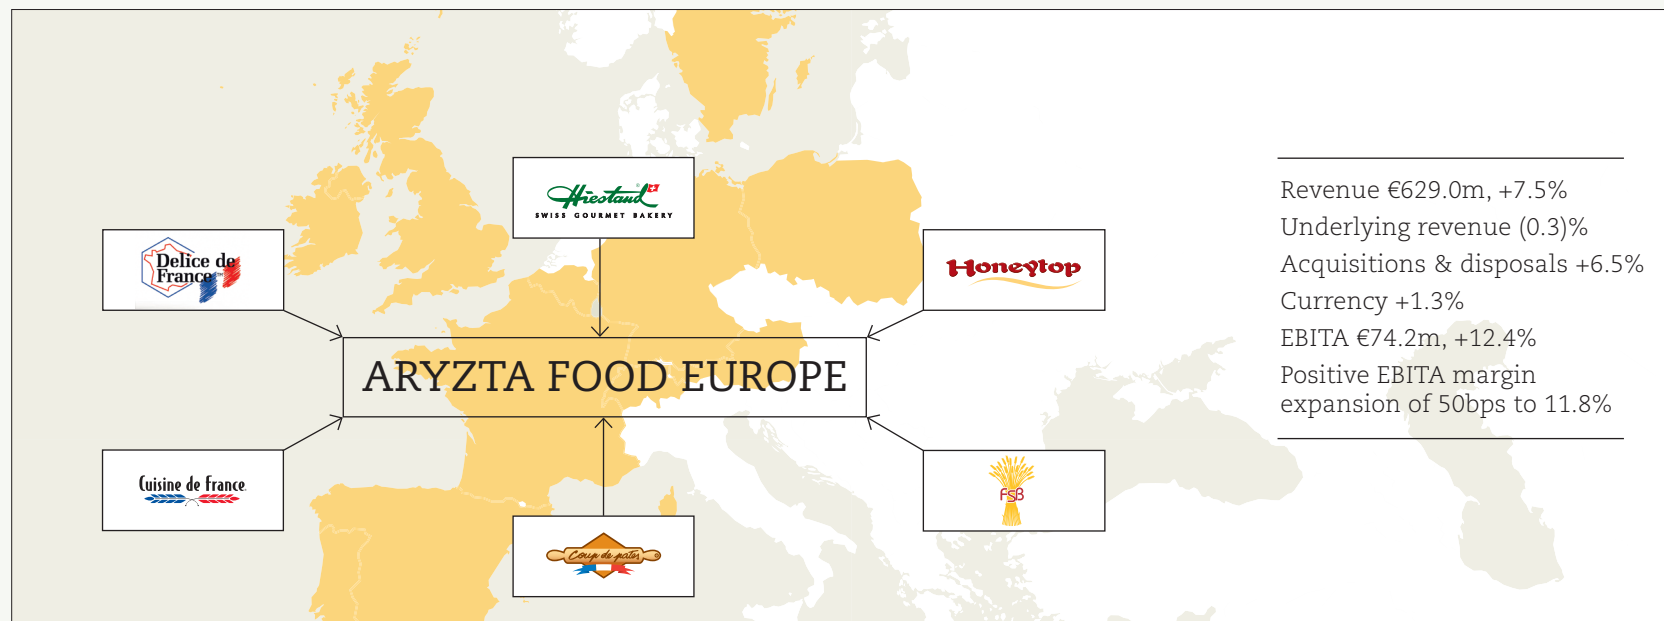 Hiestand
SWISS GOURMET BAKERY
Delice de
France™
Honeytop
ARYZTA FOOD EUROPE
Cuisine de France
FSB
Coup de pates
Revenue €629.0m, +7.5%
Underlying revenue (0.3)%
Acquisitions & disposals +6.5%
Currency +1.3%
EBITA €74.2m, +12.4%
Positive EBITA margin
expansion of 50bps to 11.8%